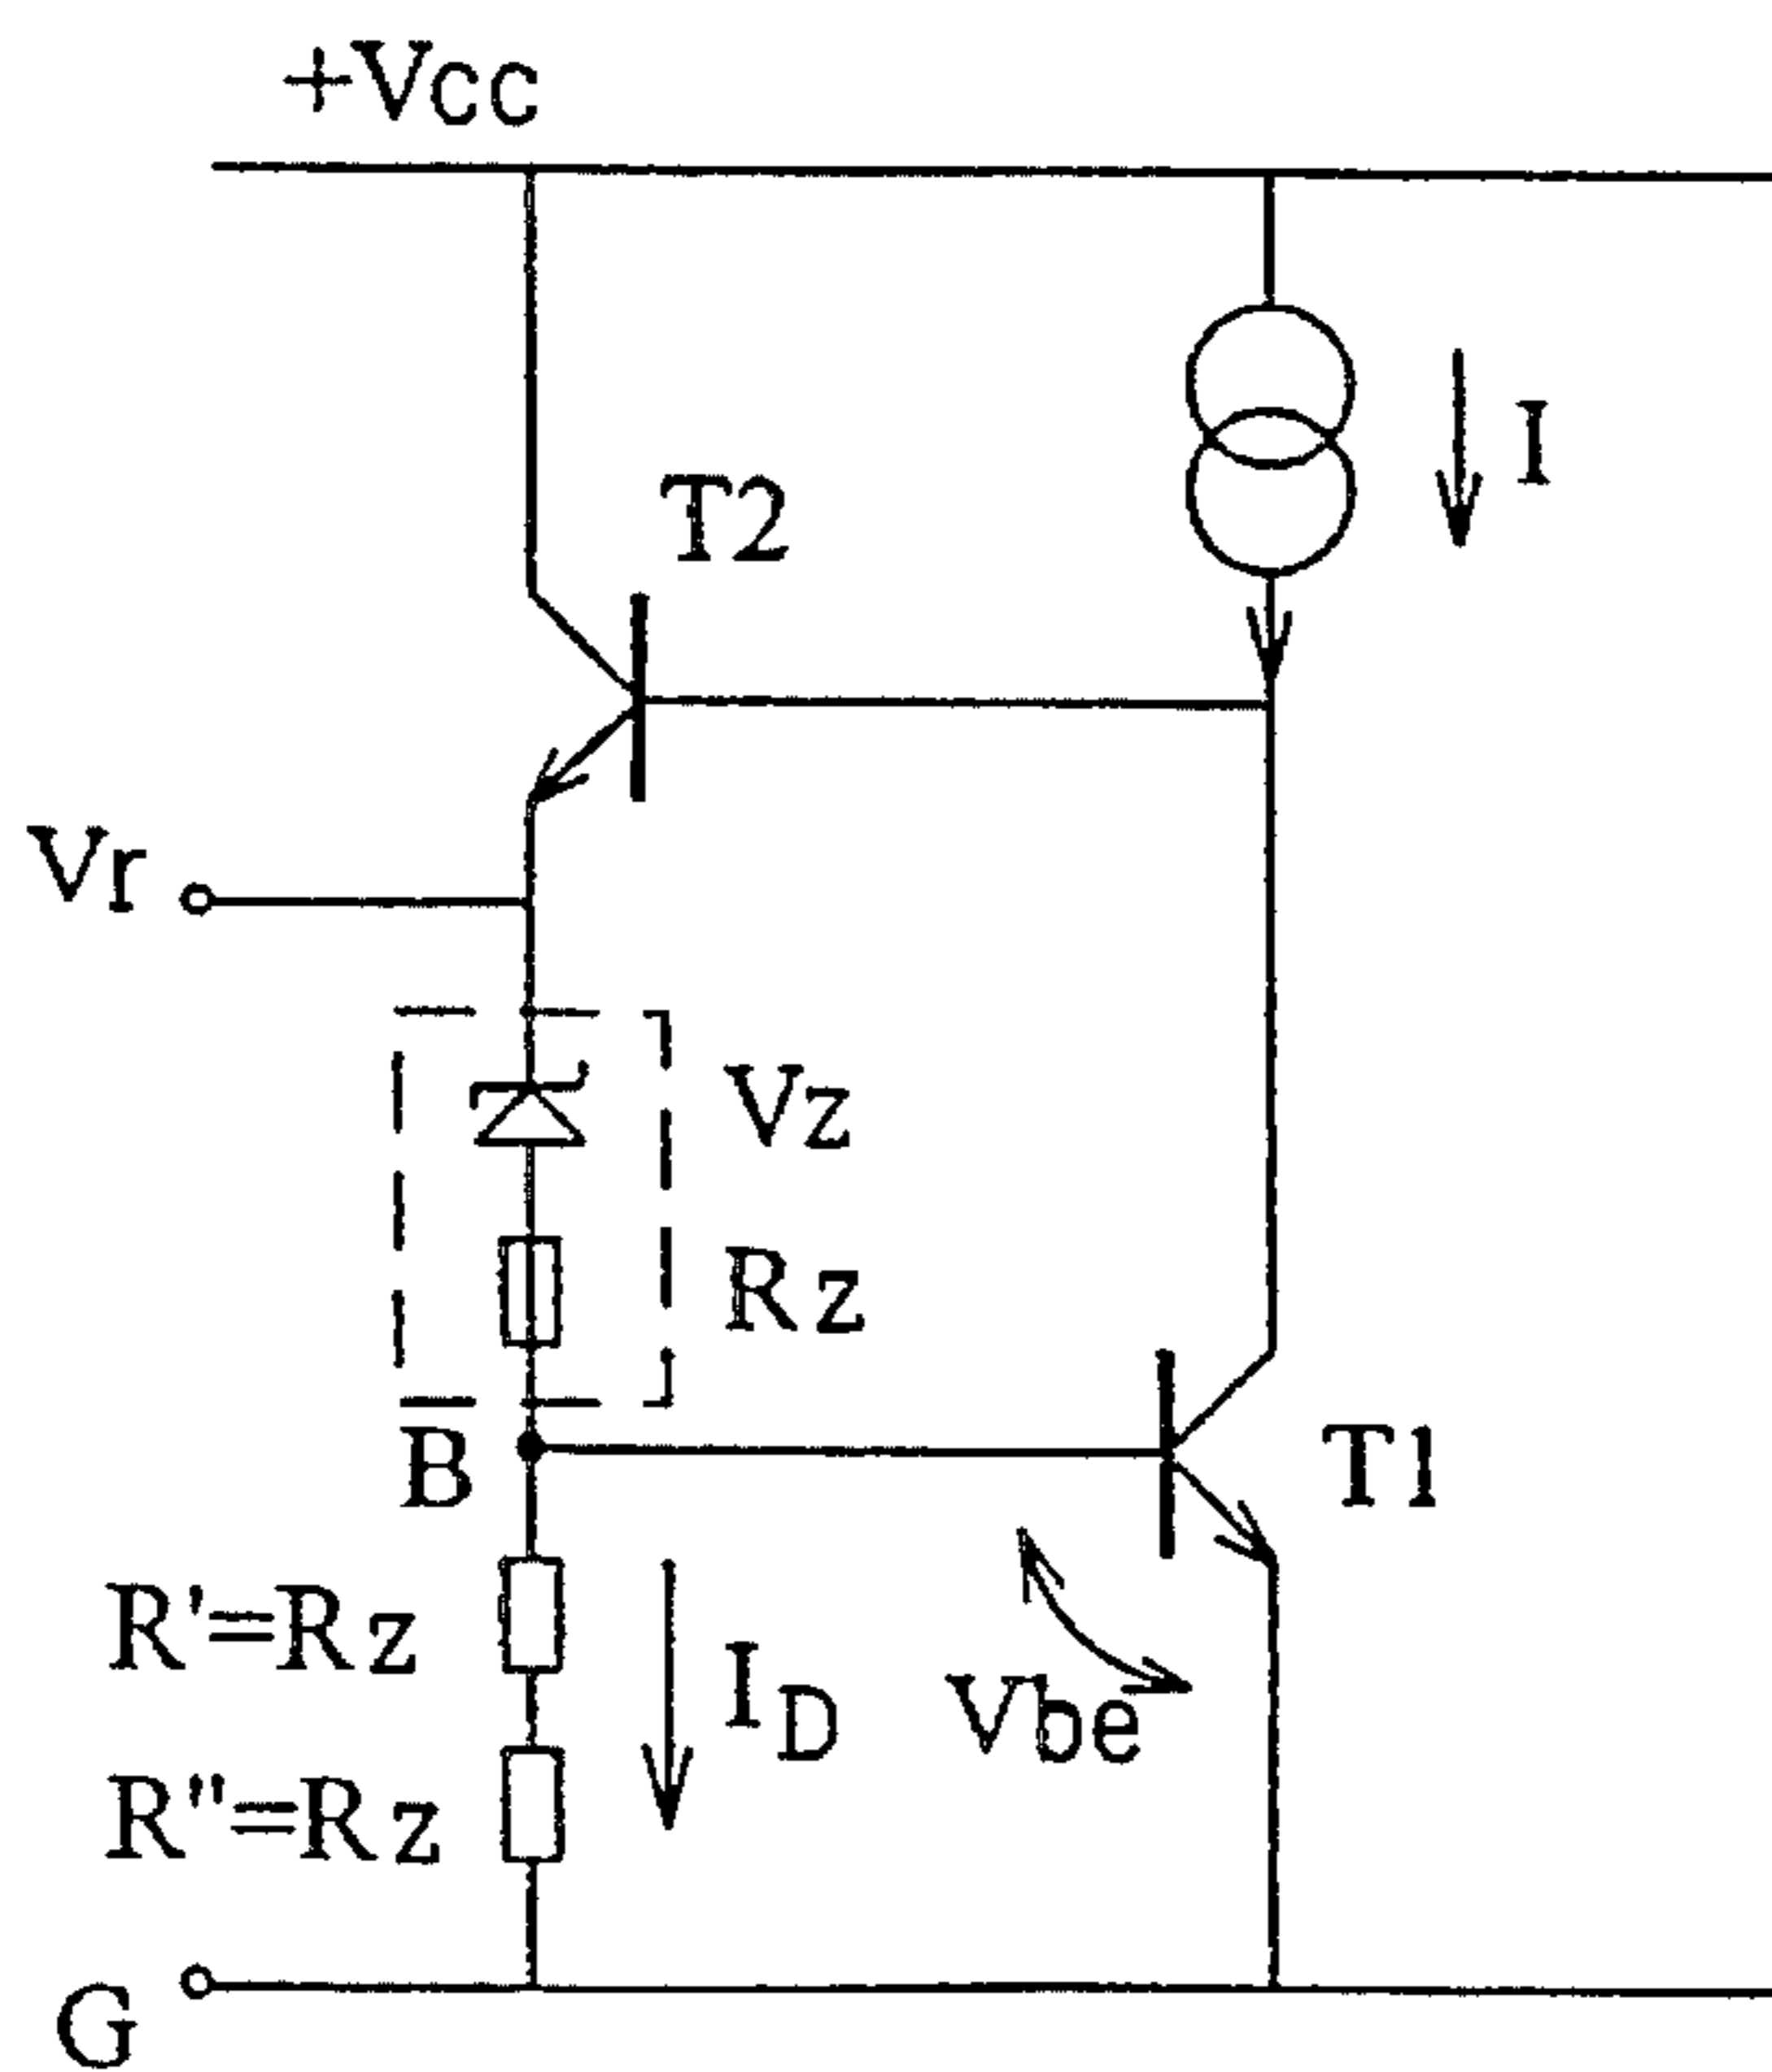 +Vcc
I
T2
Vr
Vz
Rz
B
T1
R'=Rz
I_D
Vbe
R"=Rz
G